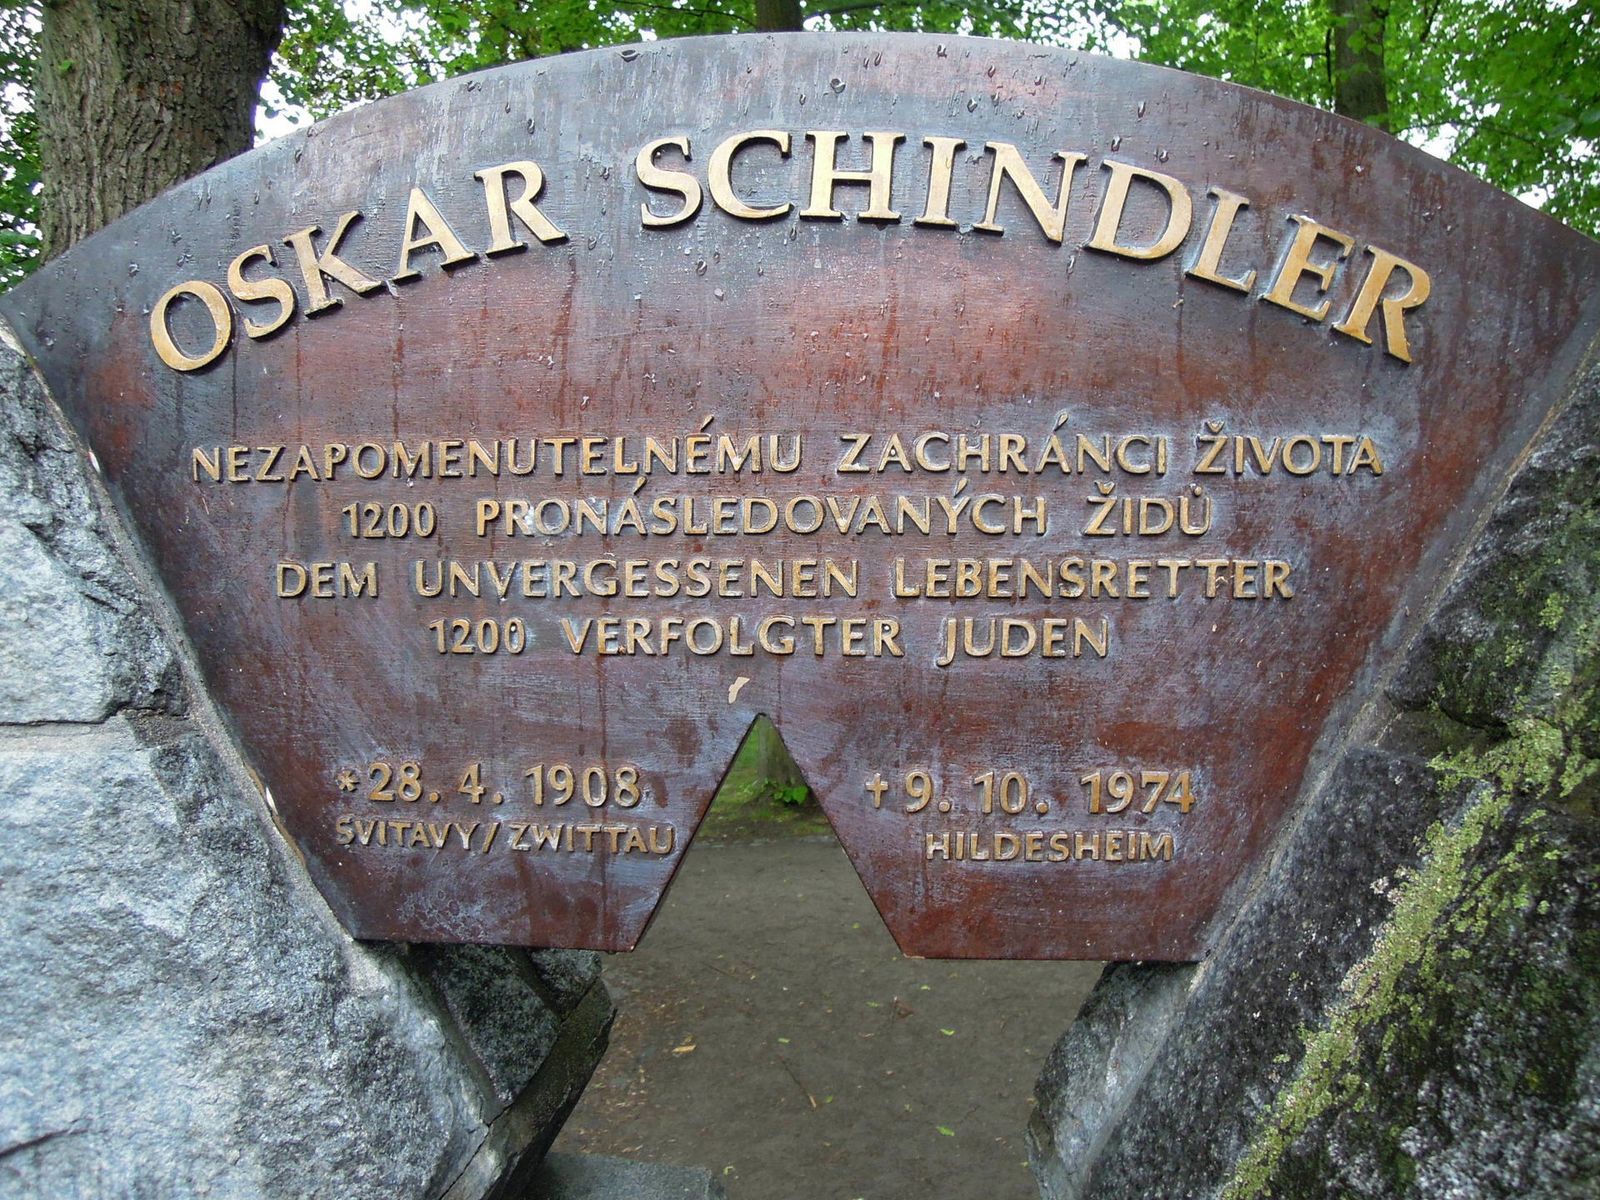 OSKAR SCHINDLER
NEZAPOMENUTELNÉMU ZACHRÁNCI ŽIVOTA
1200 PRONÁSLEDOVANÝCH ŽIDŮ
DEM UNVERGESSENEN LEBENSRETTER
1200 VERFOLGTER JUDEN
*28. 4. 1908
SVITAVY/ZWITTAU
†9. 10. 1974
HILDESHEIM